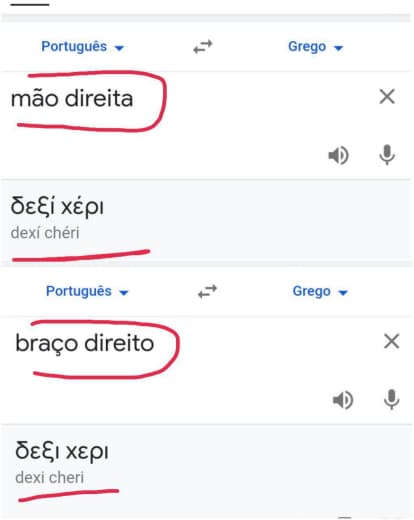 Português Grego
mão direita
δεξί χέρι
dexí chéri
Português Grego
braço direito
δεξι χερι
dexi cheri